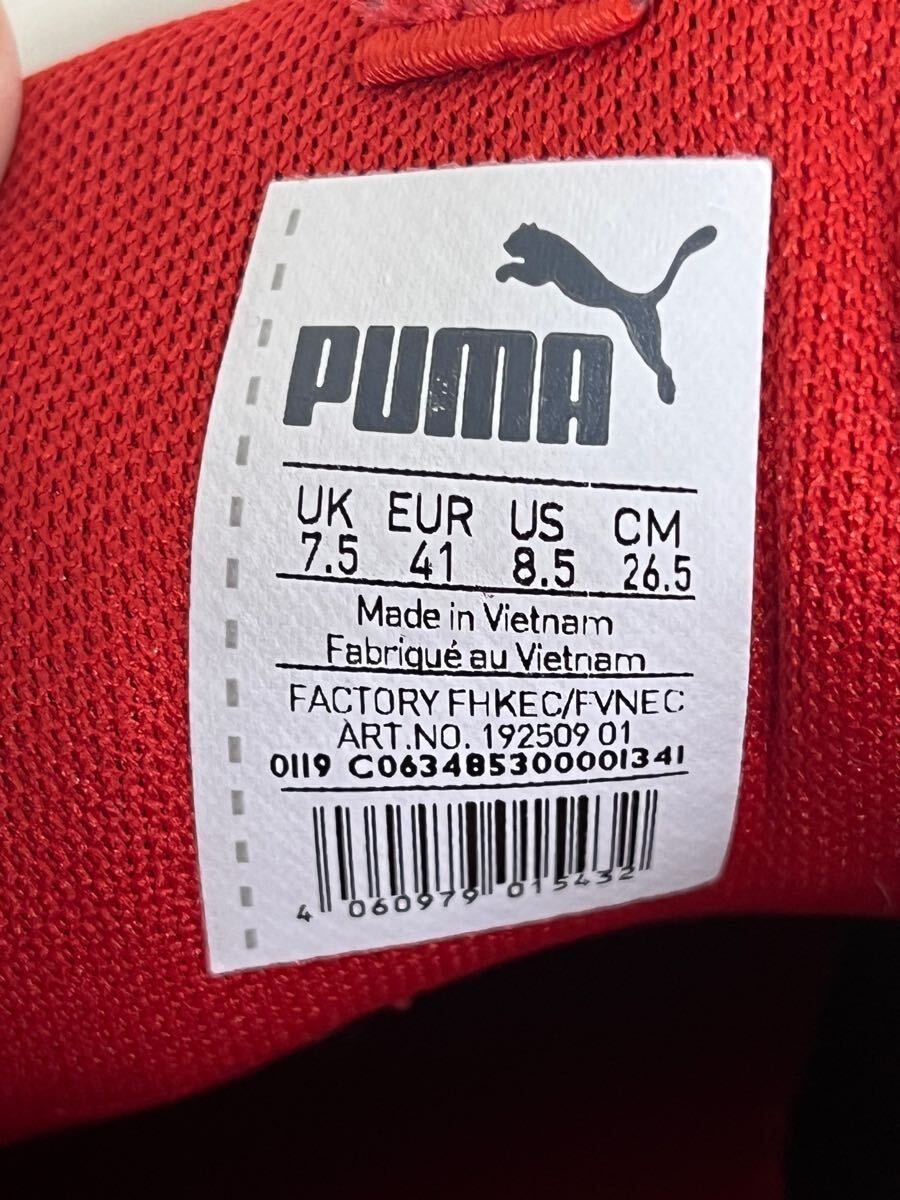 PUMA
UK EUR US CM
7.5 41 8.5 26.5
Made in Vietnam
Fabriqué au Vietnam
FACTORY FHKEC/FVNEC
ART.NO. 192509 01
0119 C063485300001341
4 060979 015432